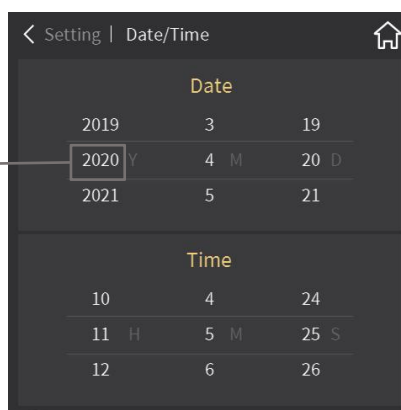 Setting | Date/Time
Date
2019 3 19
2020 Y 4 M 20 D
2021 5 21
Time
10 4 24
11 H 5 M 25 S
12 6 26